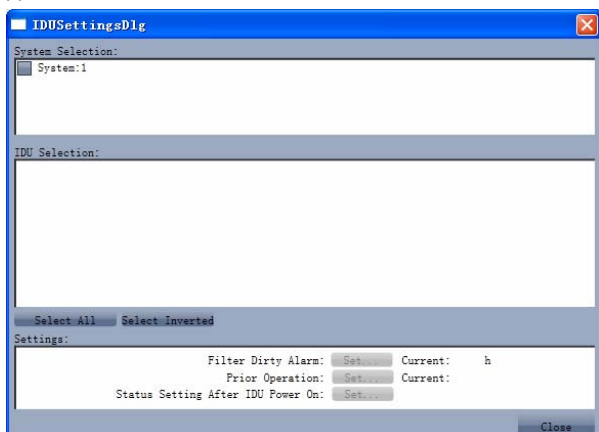 IDUSettingsDlg
System Selection:
System:1
IDU Selection:
Select All Select Inverted
Settings:
Filter Dirty Alarm: Set... Current: h
Prior Operation: Set... Current:
Status Setting After IDU Power On: Set...
Close